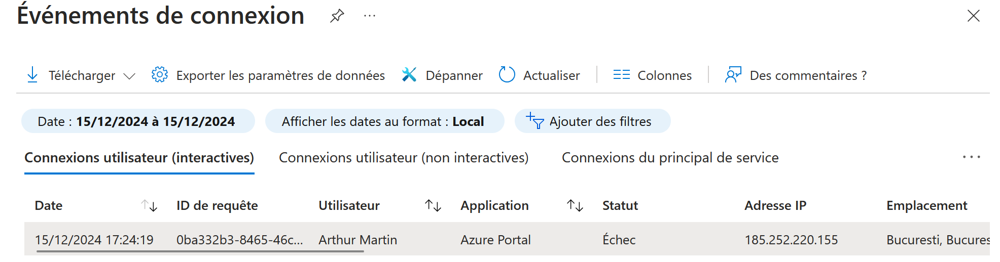 Événements de connexion
Télécharger Exporter les paramètres de données Dépanner Actualiser Colonnes Des commentaires ?
Date : 15/12/2024 à 15/12/2024 Afficher les dates au format : Local Ajouter des filtres
Connexions utilisateur (interactives) Connexions utilisateur (non interactives) Connexions du principal de service
Date ID de requête Utilisateur Application Statut Adresse IP Emplacement
15/12/2024 17:24:19 0ba332b3-8465-46c... Arthur Martin Azure Portal Échec 185.252.220.155 Bucuresti, Bucures